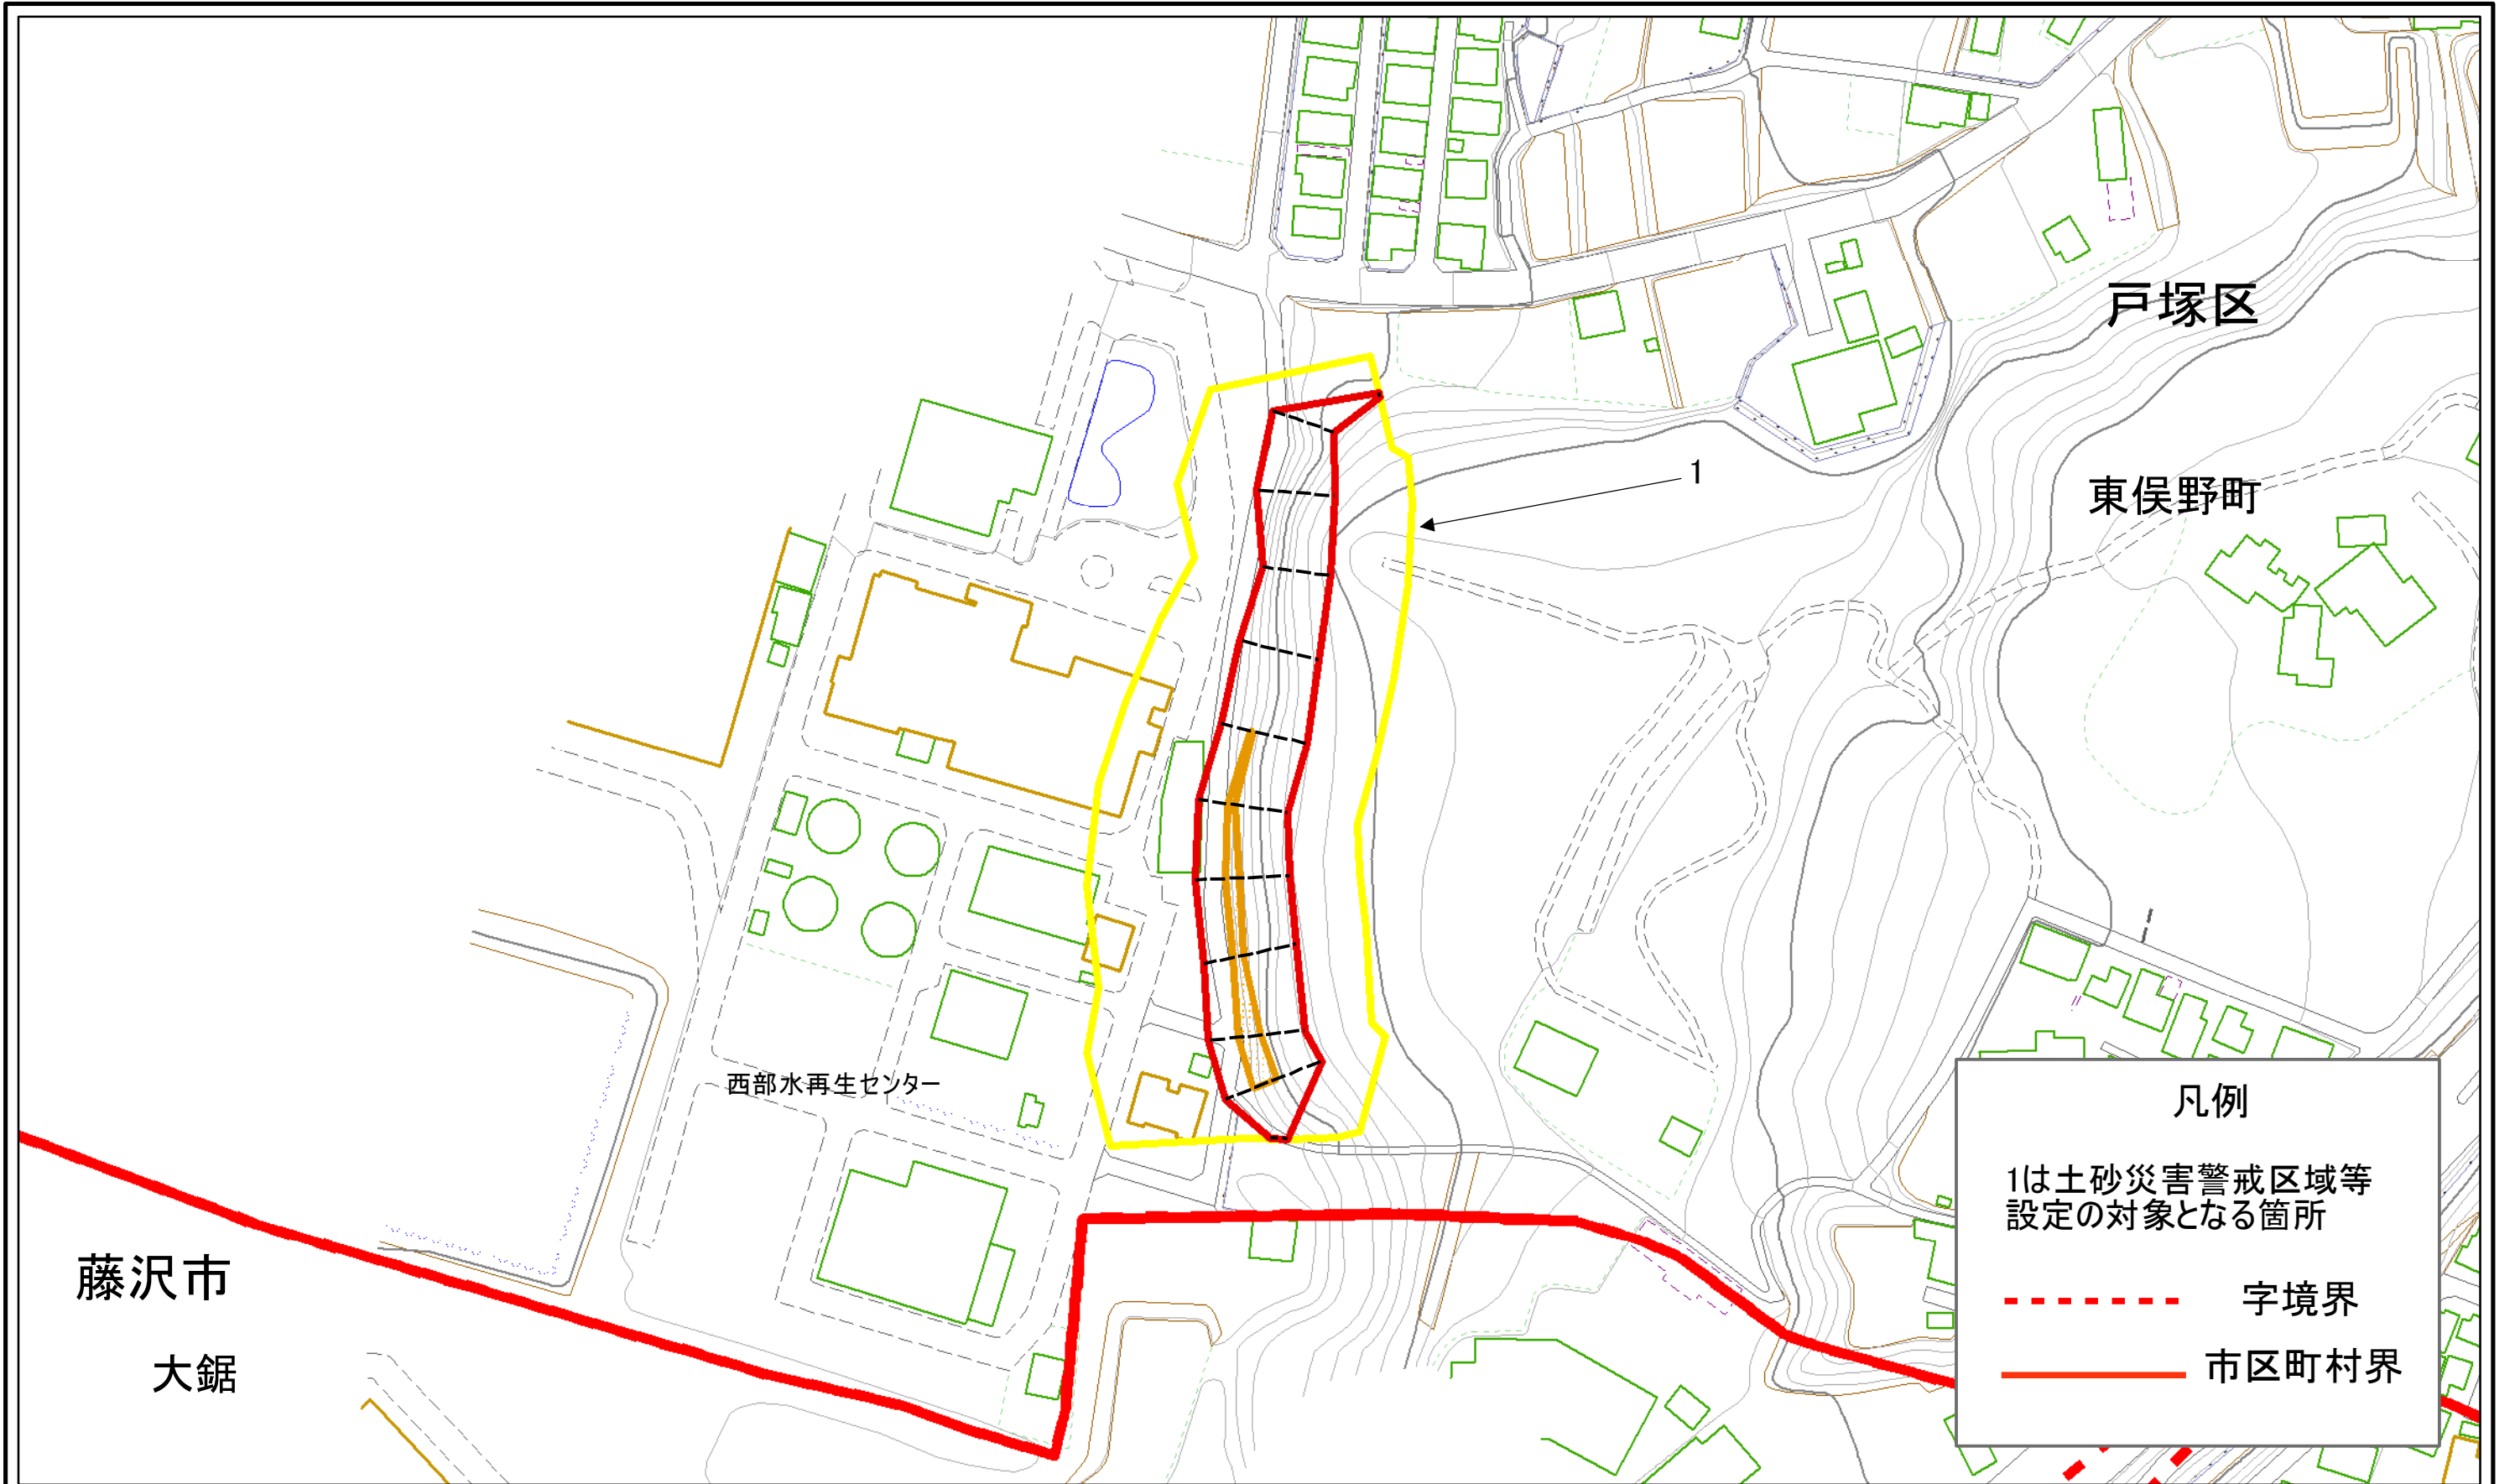 戸塚区
1
東俣野町
西部水再生センター
藤沢市
大鋸
凡例
1は土砂災害警戒区域等
設定の対象となる箇所
字境界
市区町村界